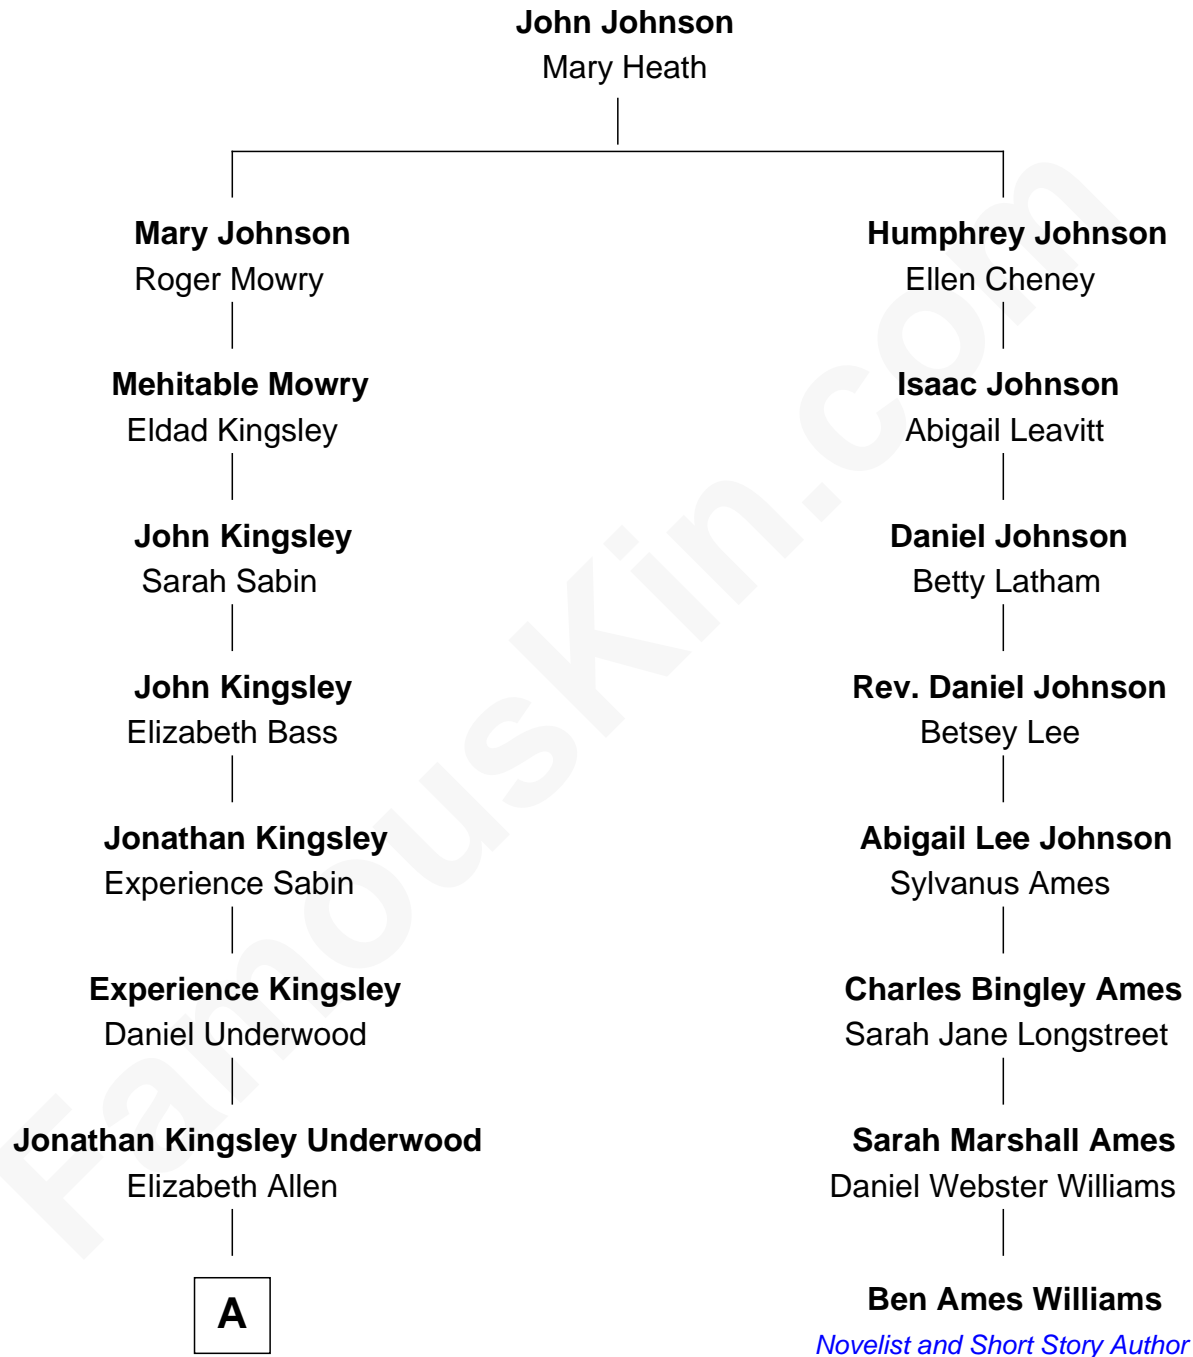 John Johnson
Mary Heath
Mary Johnson
Roger Mowry
Humphrey Johnson
Ellen Cheney
Mehitable Mowry
Eldad Kingsley
Isaac Johnson
Abigail Leavitt
John Kingsley
Sarah Sabin
Daniel Johnson
Betty Latham
John Kingsley
Elizabeth Bass
Rev. Daniel Johnson
Betsey Lee
Jonathan Kingsley
Experience Sabin
Abigail Lee Johnson
Sylvanus Ames
Experience Kingsley
Daniel Underwood
Charles Bingley Ames
Sarah Jane Longstreet
Jonathan Kingsley Underwood
Elizabeth Allen
Sarah Marshall Ames
Daniel Webster Williams
A
Ben Ames Williams
Novelist and Short Story Author
FamousKin.com